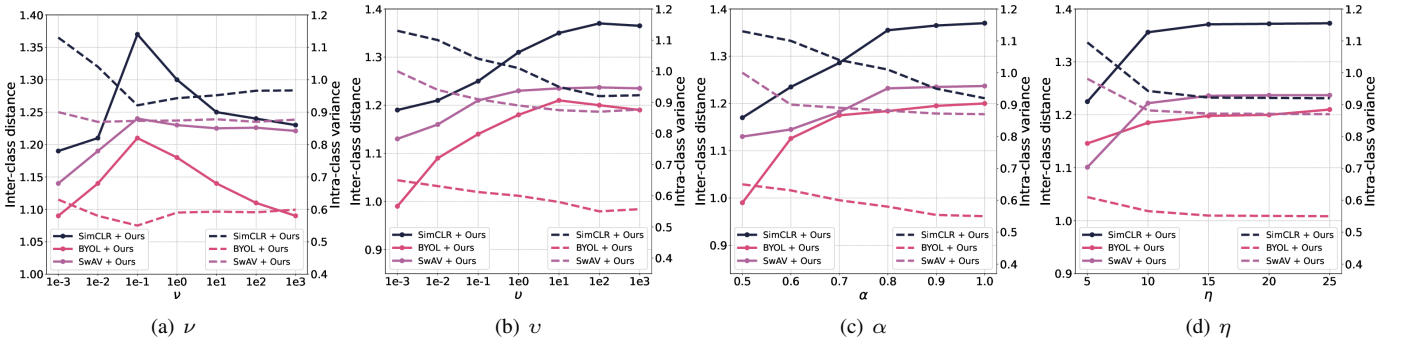 Inter-class distance
1.40
1.35
1.30
1.25
1.20
1.15
1.10
1.05
1.00
1e-3 1e-2 1e-1 1e0 1e1 1e2 1e3
ν
1.2
1.1
1.0
0.9
0.8
0.7
0.6
0.5
0.4
Intra-class variance
SimCLR + Ours
BYOL + Ours
SwAV + Ours
SimCLR + Ours
BYOL + Ours
SwAV + Ours
(a) ν
Inter-class distance
1.4
1.3
1.2
1.1
1.0
0.9
1e-3 1e-2 1e-1 1e0 1e1 1e2 1e3
υ
1.2
1.1
1.0
0.9
0.8
0.7
0.6
0.5
0.4
Intra-class variance
SimCLR + Ours
BYOL + Ours
SwAV + Ours
SimCLR + Ours
BYOL + Ours
SwAV + Ours
(b) υ
Inter-class distance
1.4
1.3
1.2
1.1
1.0
0.9
0.5 0.6 0.7 0.8 0.9 1.0
α
1.2
1.1
1.0
0.9
0.8
0.7
0.6
0.5
0.4
Intra-class variance
SimCLR + Ours
BYOL + Ours
SwAV + Ours
SimCLR + Ours
BYOL + Ours
SwAV + Ours
(c) α
Inter-class distance
1.4
1.3
1.2
1.1
1.0
0.9
5 10 15 20 25
η
1.2
1.1
1.0
0.9
0.8
0.7
0.6
0.5
0.4
Intra-class variance
SimCLR + Ours
BYOL + Ours
SwAV + Ours
SimCLR + Ours
BYOL + Ours
SwAV + Ours
(d) η